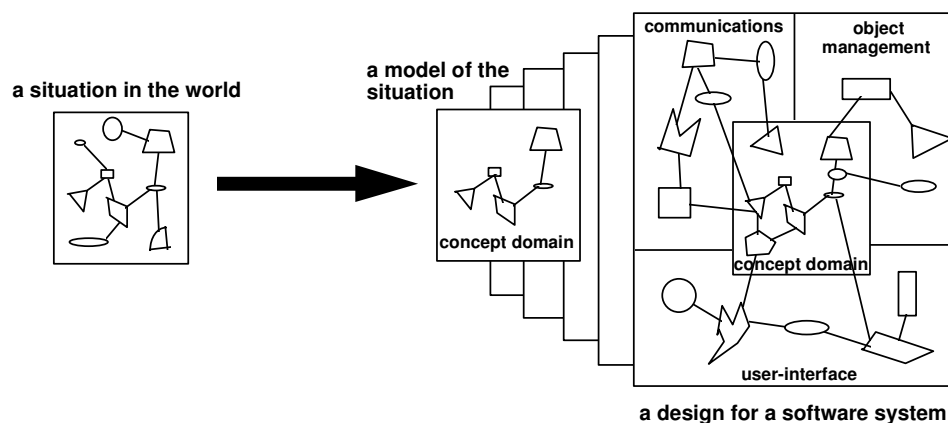 a situation in the world
a model of the
situation
concept domain
communications
object
management
concept domain
user-interface
a design for a software system